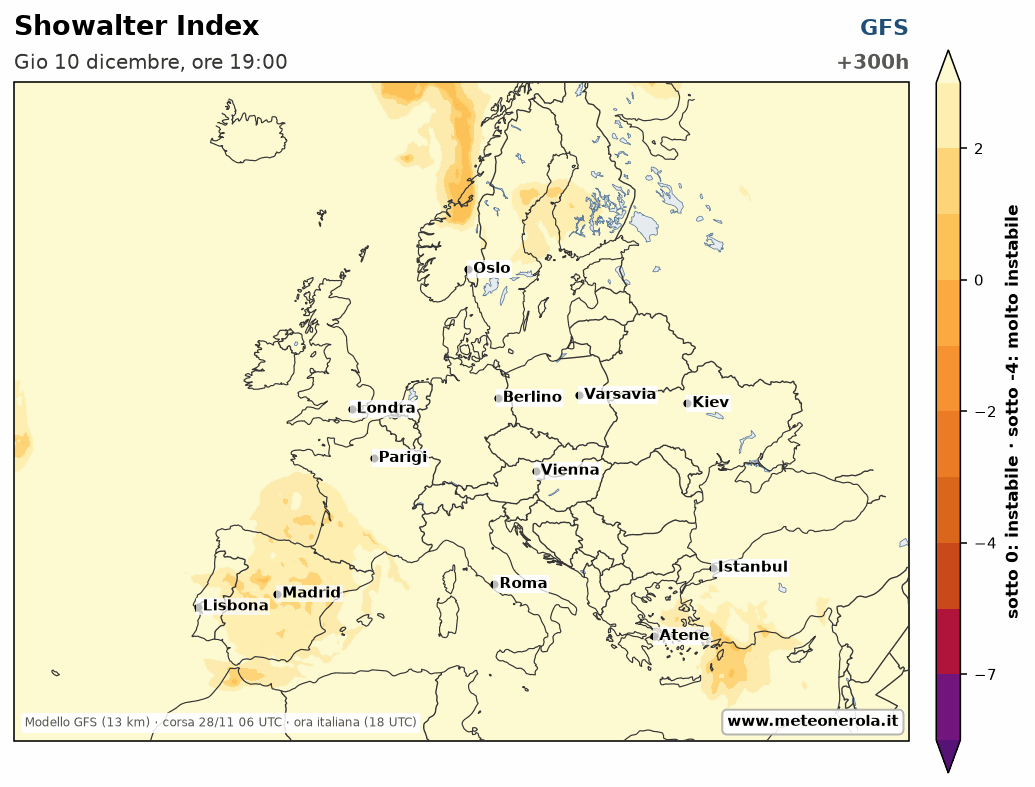 Showalter Index
GFS
Gio 10 dicembre, ore 19:00
+300h
Oslo
Berlino
Varsavia
Kiev
Londra
Parigi
Vienna
Istanbul
Roma
Madrid
Lisbona
Atene
2
0
−2
−4
−7
sotto 0: instabile · sotto -4: molto instabile
Modello GFS (13 km) · corsa 28/11 06 UTC · ora italiana (18 UTC)
www.meteonerola.it